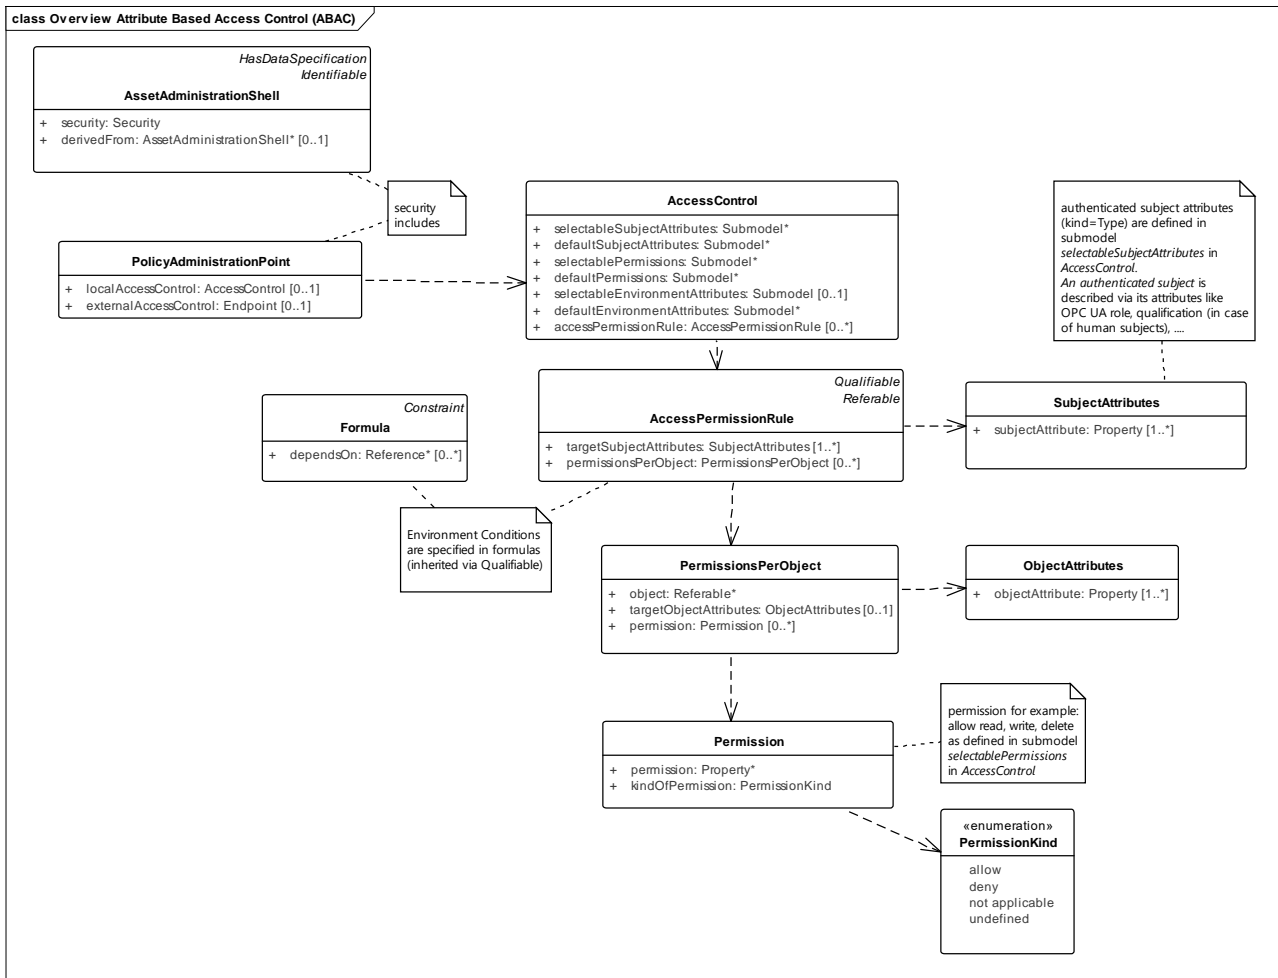 class Overview Attribute Based Access Control (ABAC)
HasDataSpecification
Identifiable
AssetAdministrationShell
+ security: Security
+ derivedFrom: AssetAdministrationShell* [0..1]
security
includes
PolicyAdministrationPoint
+ localAccessControl: AccessControl [0..1]
+ externalAccessControl: Endpoint [0..1]
AccessControl
+ selectableSubjectAttributes: Submodel*
+ defaultSubjectAttributes: Submodel*
+ selectablePermissions: Submodel*
+ defaultPermissions: Submodel*
+ selectableEnvironmentAttributes: Submodel [0..1]
+ defaultEnvironmentAttributes: Submodel*
+ accessPermissionRule: AccessPermissionRule [0..*]
authenticated subject attributes
(kind=Type) are defined in
submodel
selectableSubjectAttributes in
AccessControl.
An authenticated subject is
described via its attributes like
OPC UA role, qualification (in case
of human subjects), ....
Constraint
Formula
+ dependsOn: Reference* [0..*]
Qualifiable
Referable
AccessPermissionRule
+ targetSubjectAttributes: SubjectAttributes [1..*]
+ permissionsPerObject: PermissionsPerObject [0..*]
SubjectAttributes
+ subjectAttribute: Property [1..*]
Environment Conditions
are specified in formulas
(inherited via Qualifiable)
PermissionsPerObject
+ object: Referable*
+ targetObjectAttributes: ObjectAttributes [0..1]
+ permission: Permission [0..*]
ObjectAttributes
+ objectAttribute: Property [1..*]
Permission
+ permission: Property*
+ kindOfPermission: PermissionKind
permission for example:
allow read, write, delete
as defined in submodel
selectablePermissions
in AccessControl
«enumeration»
PermissionKind
allow
deny
not applicable
undefined